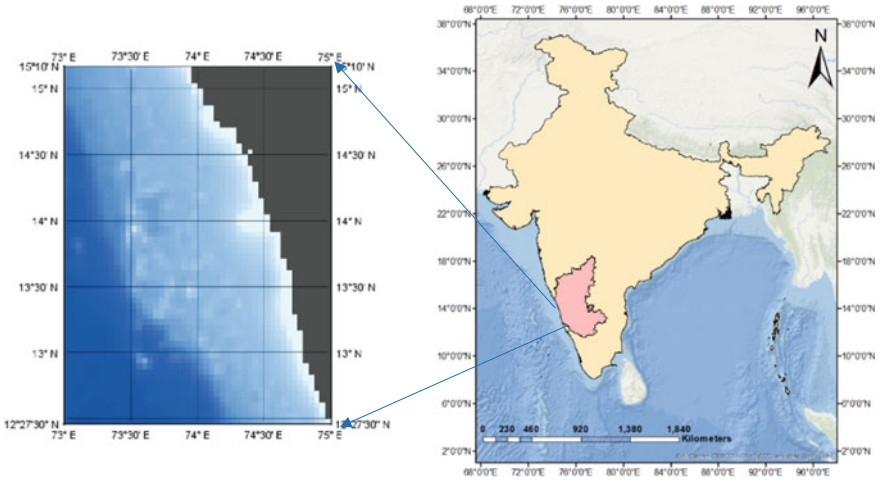 73° E 73°30' E 74° E 74°30' E 75° E
15°10' N 15°10' N
15° N 15° N
14°30' N 14°30' N
14° N 14° N
13°30' N 13°30' N
13° N 13° N
12°27'30" N 12°27'30" N
73° E 73°30' E 74° E 74°30' E 75° E
68°0'0"E 72°0'0"E 76°0'0"E 80°0'0"E 84°0'0"E 88°0'0"E 92°0'0"E 96°0'0"E
38°0'0"N 38°0'0"N
N
34°0'0"N 34°0'0"N
30°0'0"N 30°0'0"N
26°0'0"N 26°0'0"N
22°0'0"N 22°0'0"N
18°0'0"N 18°0'0"N
14°0'0"N 14°0'0"N
10°0'0"N 10°0'0"N
6°0'0"N 6°0'0"N
0 230 460 920 1,380 1,840
Kilometers
2°0'0"N 2°0'0"N
68°0'0"E 72°0'0"E 76°0'0"E 80°0'0"E 84°0'0"E 88°0'0"E 92°0'0"E 96°0'0"E